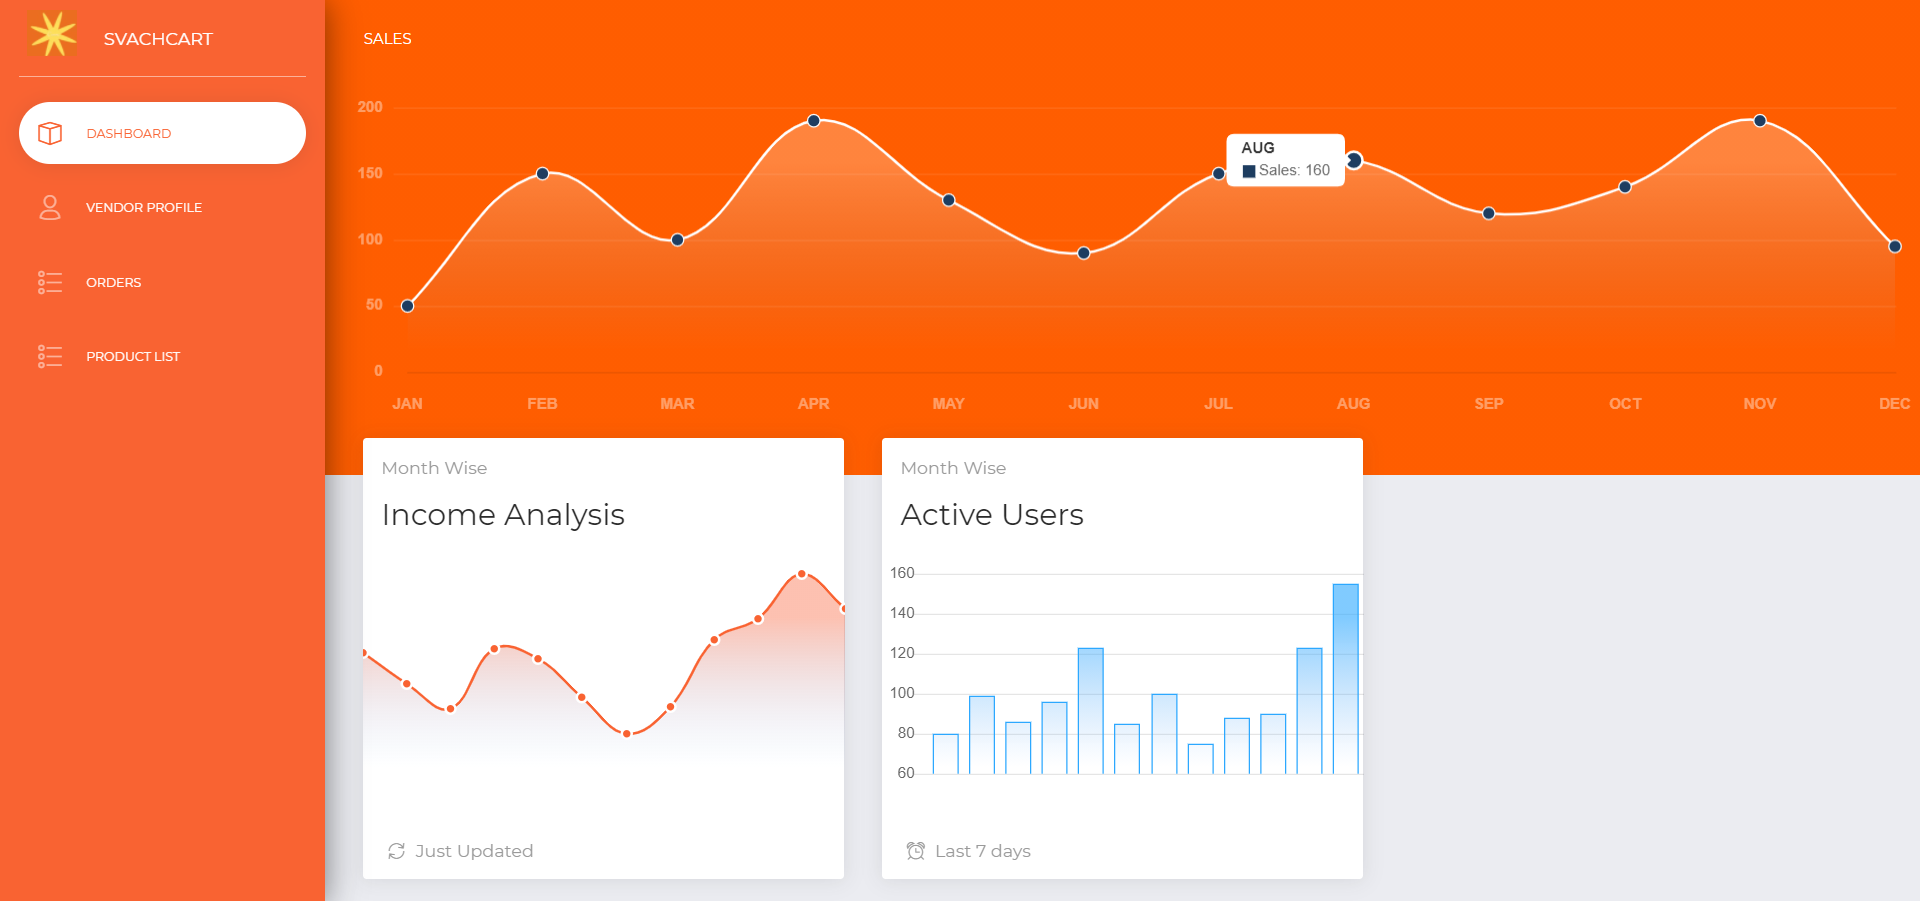 SVACHCART
DASHBOARD
VENDOR PROFILE
ORDERS
PRODUCT LIST
SALES
200
150
100
50
0
AUG
Sales: 160
JAN FEB MAR APR MAY JUN JUL AUG SEP OCT NOV DEC
Month Wise
Income Analysis
Just Updated
Month Wise
Active Users
160
140
120
100
80
60
Last 7 days